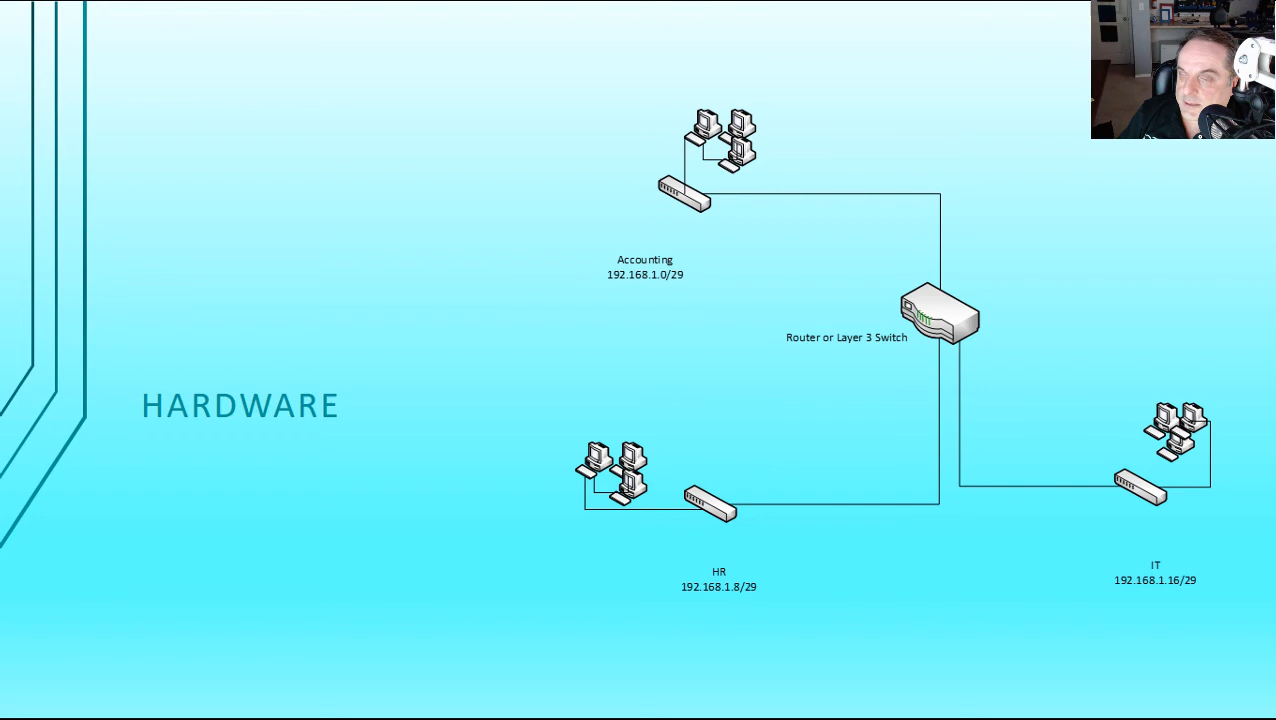 Accounting
192.168.1.0/29
Router or Layer 3 Switch
HARDWARE
HR
192.168.1.8/29
IT
192.168.1.16/29